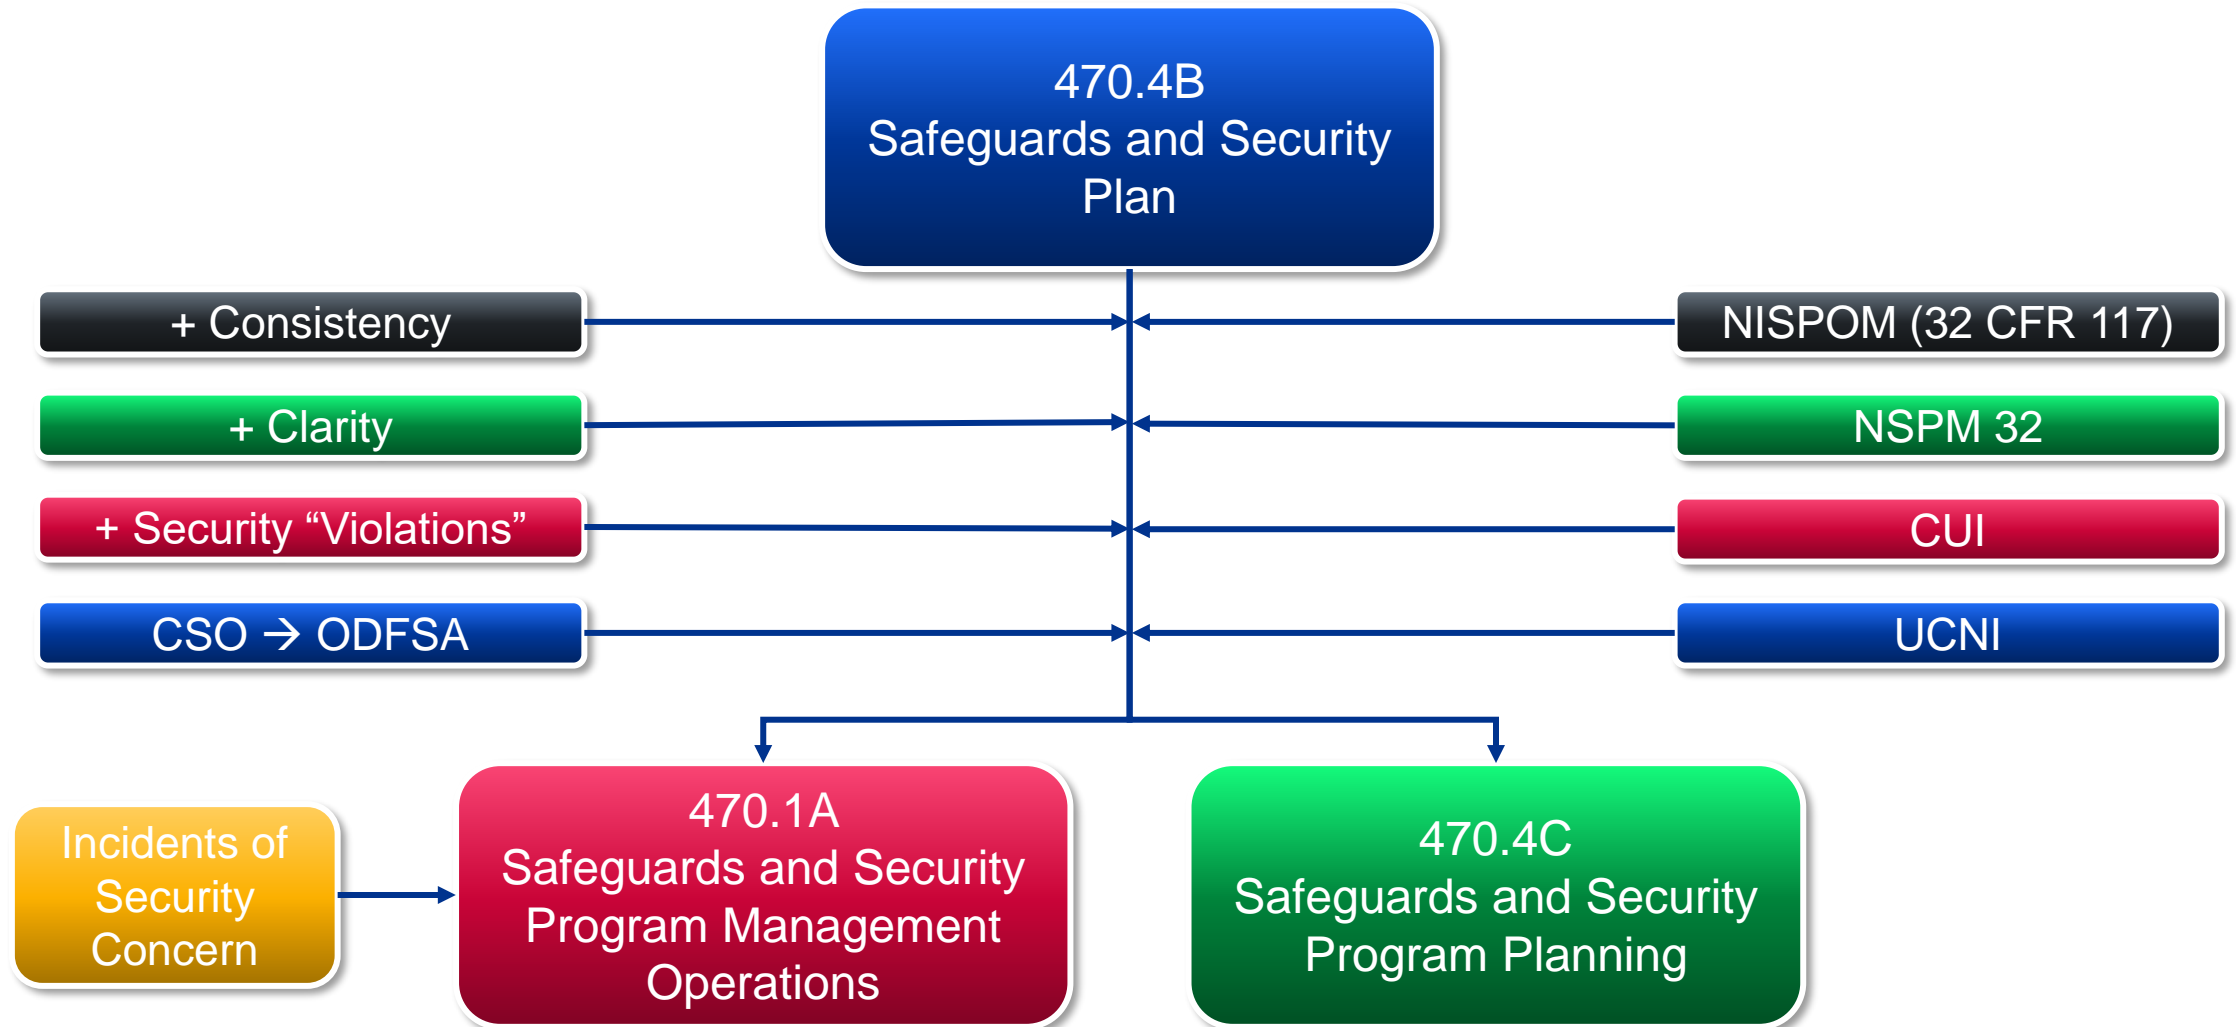 470.4B
Safeguards and Security
Plan
+ Consistency
NISPOM (32 CFR 117)
+ Clarity
NSPM 32
+ Security “Violations”
CUI
CSO → ODFSA
UCNI
Incidents of
Security
Concern
470.1A
Safeguards and Security
Program Management
Operations
470.4C
Safeguards and Security
Program Planning